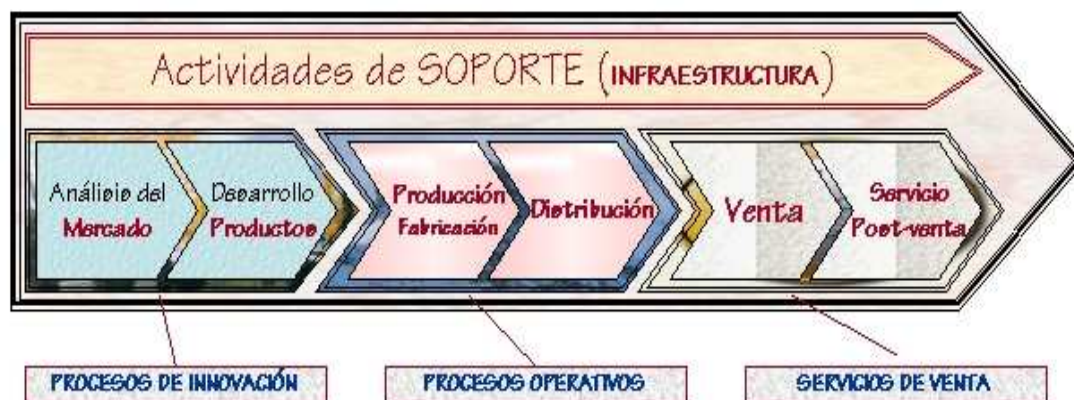 Actividades de SOPORTE (INFRAESTRUCTURA)
Análisis del
Mercado
Desarrollo
Productos
Producción
Fabricación
Distribución
Venta
Servicio
Post-venta
PROCESOS DE INNOVACIÓN
PROCESOS OPERATIVOS
SERVICIOS DE VENTA